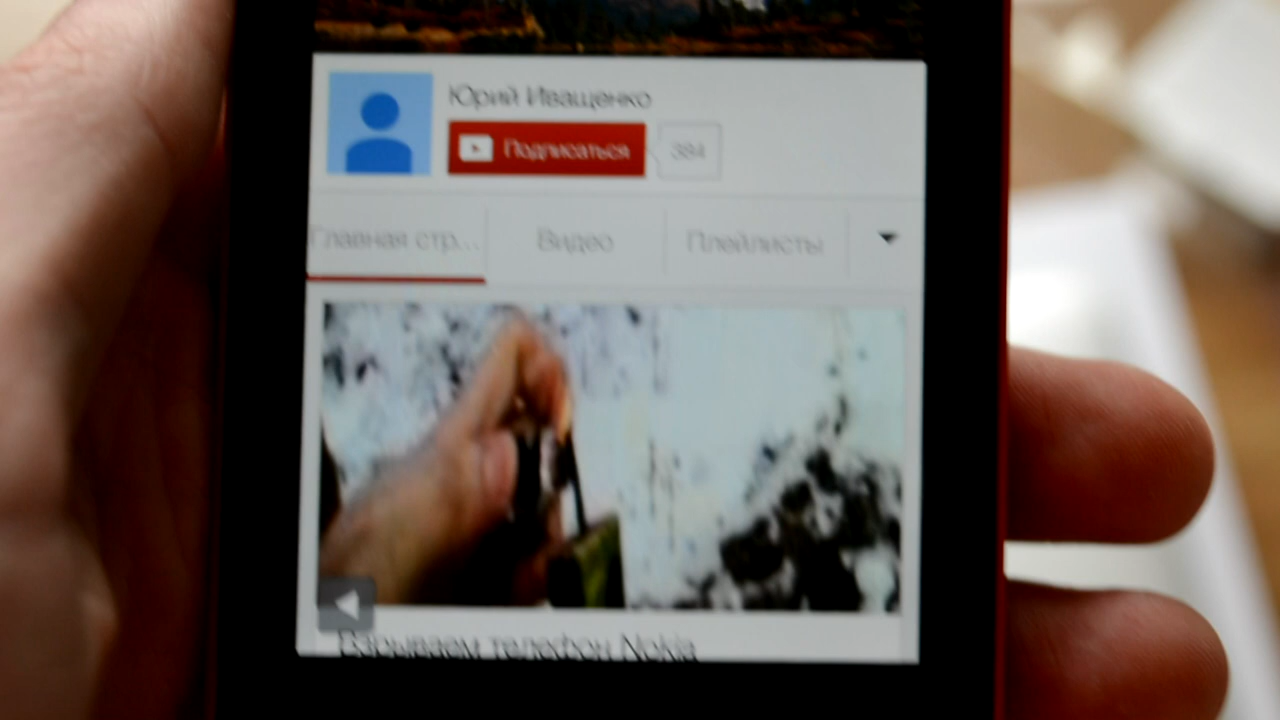 Юрий Иващенко
Подписаться 384
Главная стр... Видео Плейлисты
Взрываем телефон Nokia